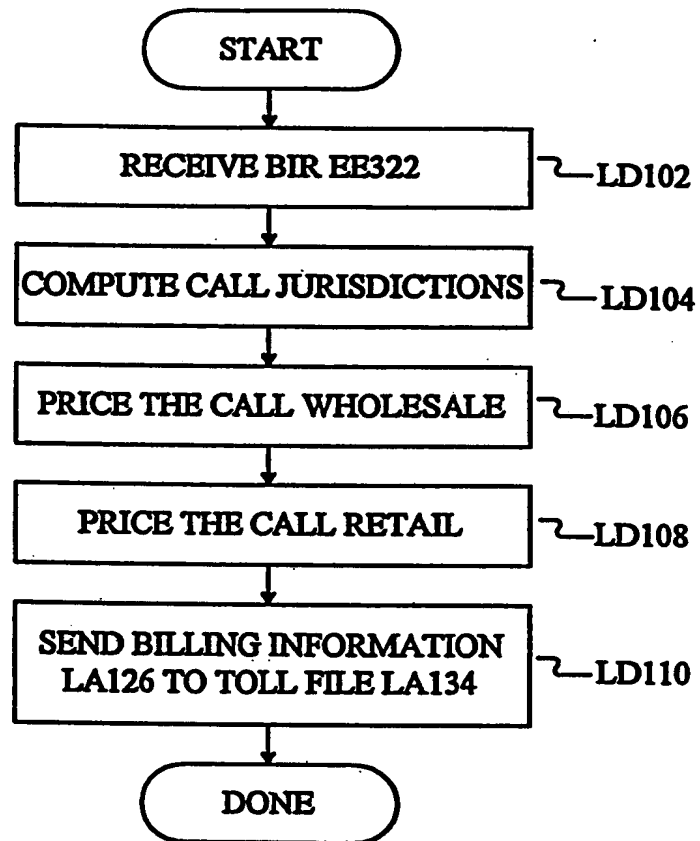 START
RECEIVE BIR EE322
LD102
COMPUTE CALL JURISDICTIONS
LD104
PRICE THE CALL WHOLESALE
LD106
PRICE THE CALL RETAIL
LD108
SEND BILLING INFORMATION
LA126 TO TOLL FILE LA134
LD110
DONE